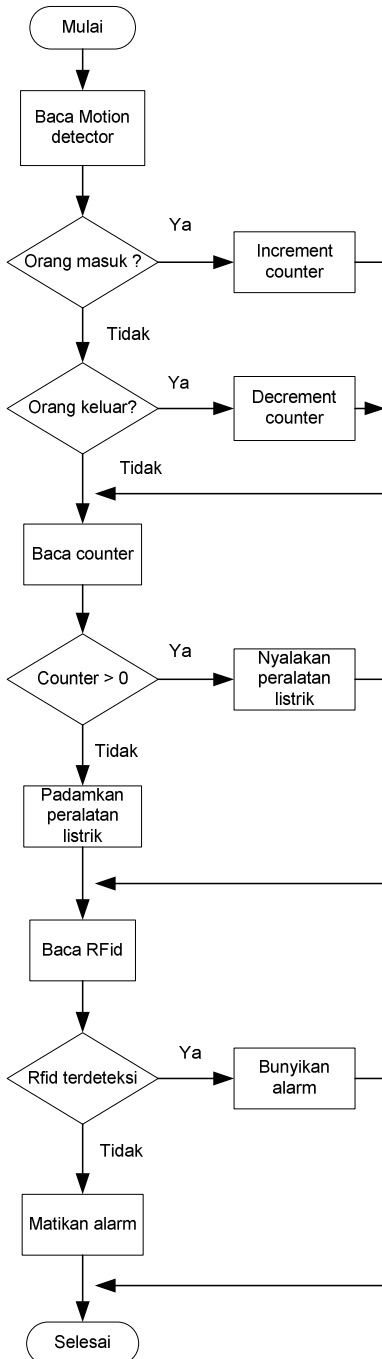 Mulai
Baca Motion
detector
Orang masuk ?
Ya
Increment
counter
Tidak
Orang keluar?
Ya
Decrement
counter
Tidak
Baca counter
Counter > 0
Ya
Nyalakan
peralatan
listrik
Tidak
Padamkan
peralatan
listrik
Baca RFid
Rfid terdeteksi
Ya
Bunyikan
alarm
Tidak
Matikan alarm
Selesai